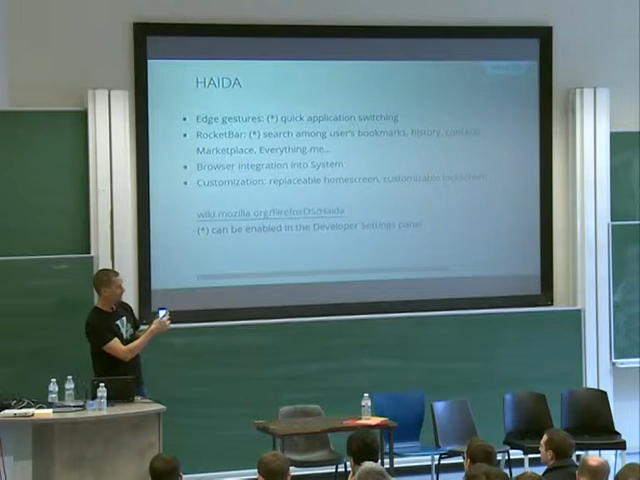 HAIDA
• Edge gestures: (*) quick application switching
• RocketBar: (*) search among user's bookmarks, history, contacts,
Marketplace, Everything.me...
• Browser integration into System
• Customization: replaceable homescreen, customizable lockscreen
wiki.mozilla.org/FirefoxOS/Haida
(*) can be enabled in the Developer Settings panel